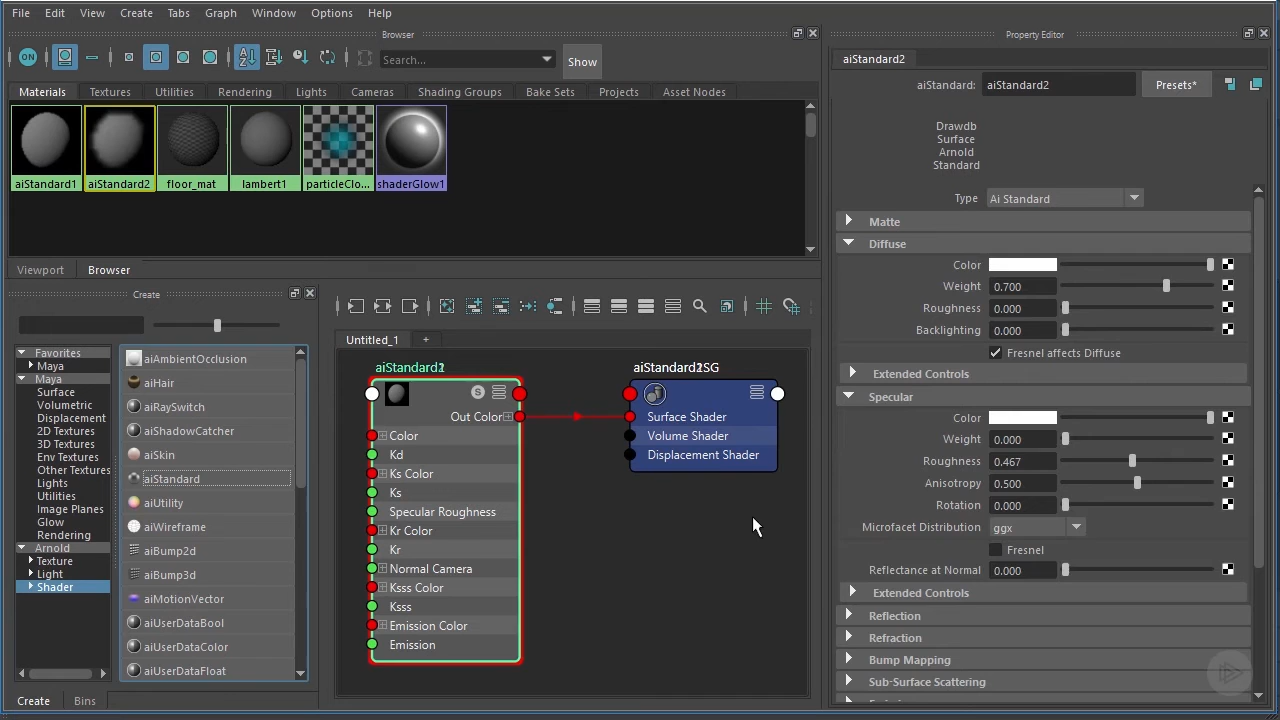 File Edit View Create Tabs Graph Window Options Help
Browser
Property Editor
ON
Search...
Show
Materials Textures Utilities Rendering Lights Cameras Shading Groups Bake Sets Projects Asset Nodes
aiStandard1 aiStandard2 floor_mat lambert1 particleClo... shaderGlow1
Viewport Browser
Create
Favorites
Maya
Maya
Surface
Volumetric
Displacement
2D Textures
3D Textures
Env Textures
Other Textures
Lights
Utilities
Image Planes
Glow
Rendering
Arnold
Texture
Light
Shader
aiAmbientOcclusion
aiHair
aiRaySwitch
aiShadowCatcher
aiSkin
aiStandard
aiUtility
aiWireframe
aiBump2d
aiBump3d
aiMotionVector
aiUserDataBool
aiUserDataColor
aiUserDataFloat
Create Bins
Untitled_1 +
aiStandard2
S
Out Color
Color
Kd
Ks Color
Ks
Specular Roughness
Kr Color
Kr
Normal Camera
Ksss Color
Ksss
Emission Color
Emission
aiStandard2SG
Surface Shader
Volume Shader
Displacement Shader
aiStandard2
aiStandard: aiStandard2 Presets*
Drawdb
Surface
Arnold
Standard
Type Ai Standard
Matte
Diffuse
Color
Weight 0.700
Roughness 0.000
Backlighting 0.000
Fresnel affects Diffuse
Extended Controls
Specular
Color
Weight 0.000
Roughness 0.467
Anisotropy 0.500
Rotation 0.000
Microfacet Distribution ggx
Fresnel
Reflectance at Normal 0.000
Extended Controls
Reflection
Refraction
Bump Mapping
Sub-Surface Scattering